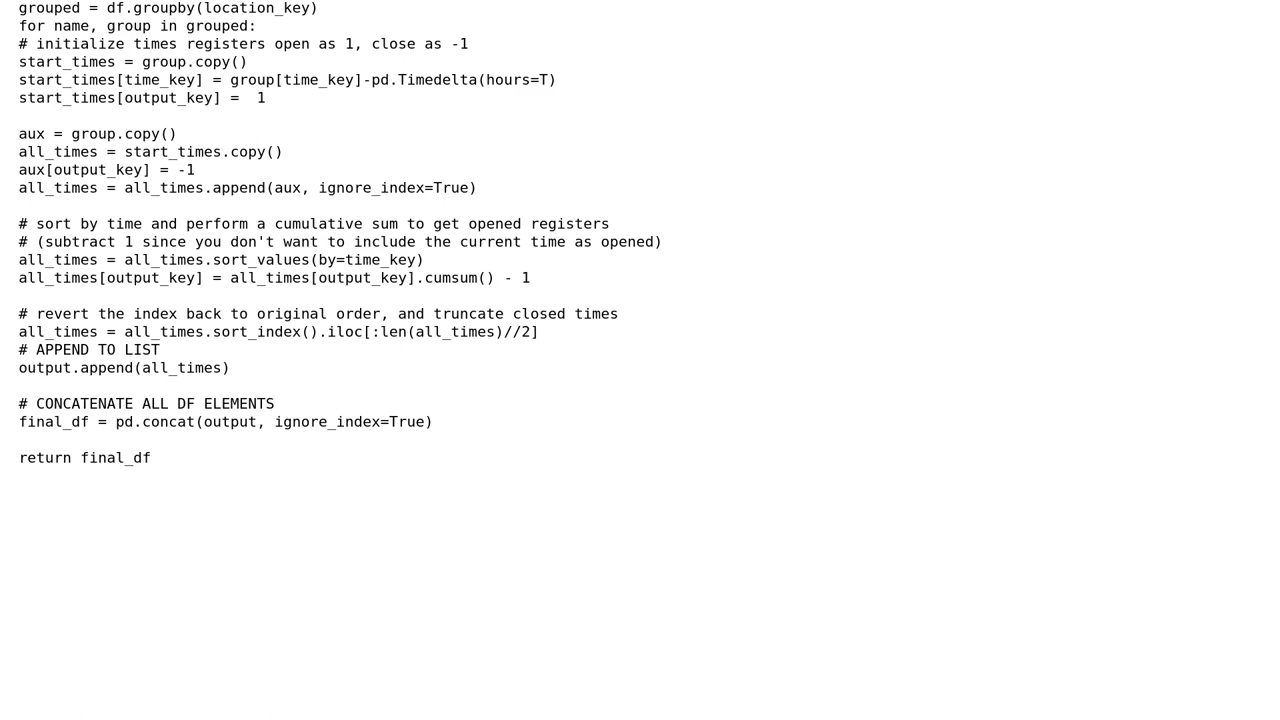 grouped = df.groupby(location_key)
for name, group in grouped:
# initialize times registers open as 1, close as -1
start_times = group.copy()
start_times[time_key] = group[time_key]-pd.Timedelta(hours=T)
start_times[output_key] =  1

aux = group.copy()
all_times = start_times.copy()
aux[output_key] = -1
all_times = all_times.append(aux, ignore_index=True)

# sort by time and perform a cumulative sum to get opened registers
# (subtract 1 since you don't want to include the current time as opened)
all_times = all_times.sort_values(by=time_key)
all_times[output_key] = all_times[output_key].cumsum() - 1

# revert the index back to original order, and truncate closed times
all_times = all_times.sort_index().iloc[:len(all_times)//2]
# APPEND TO LIST
output.append(all_times)

# CONCATENATE ALL DF ELEMENTS
final_df = pd.concat(output, ignore_index=True)

return final_df